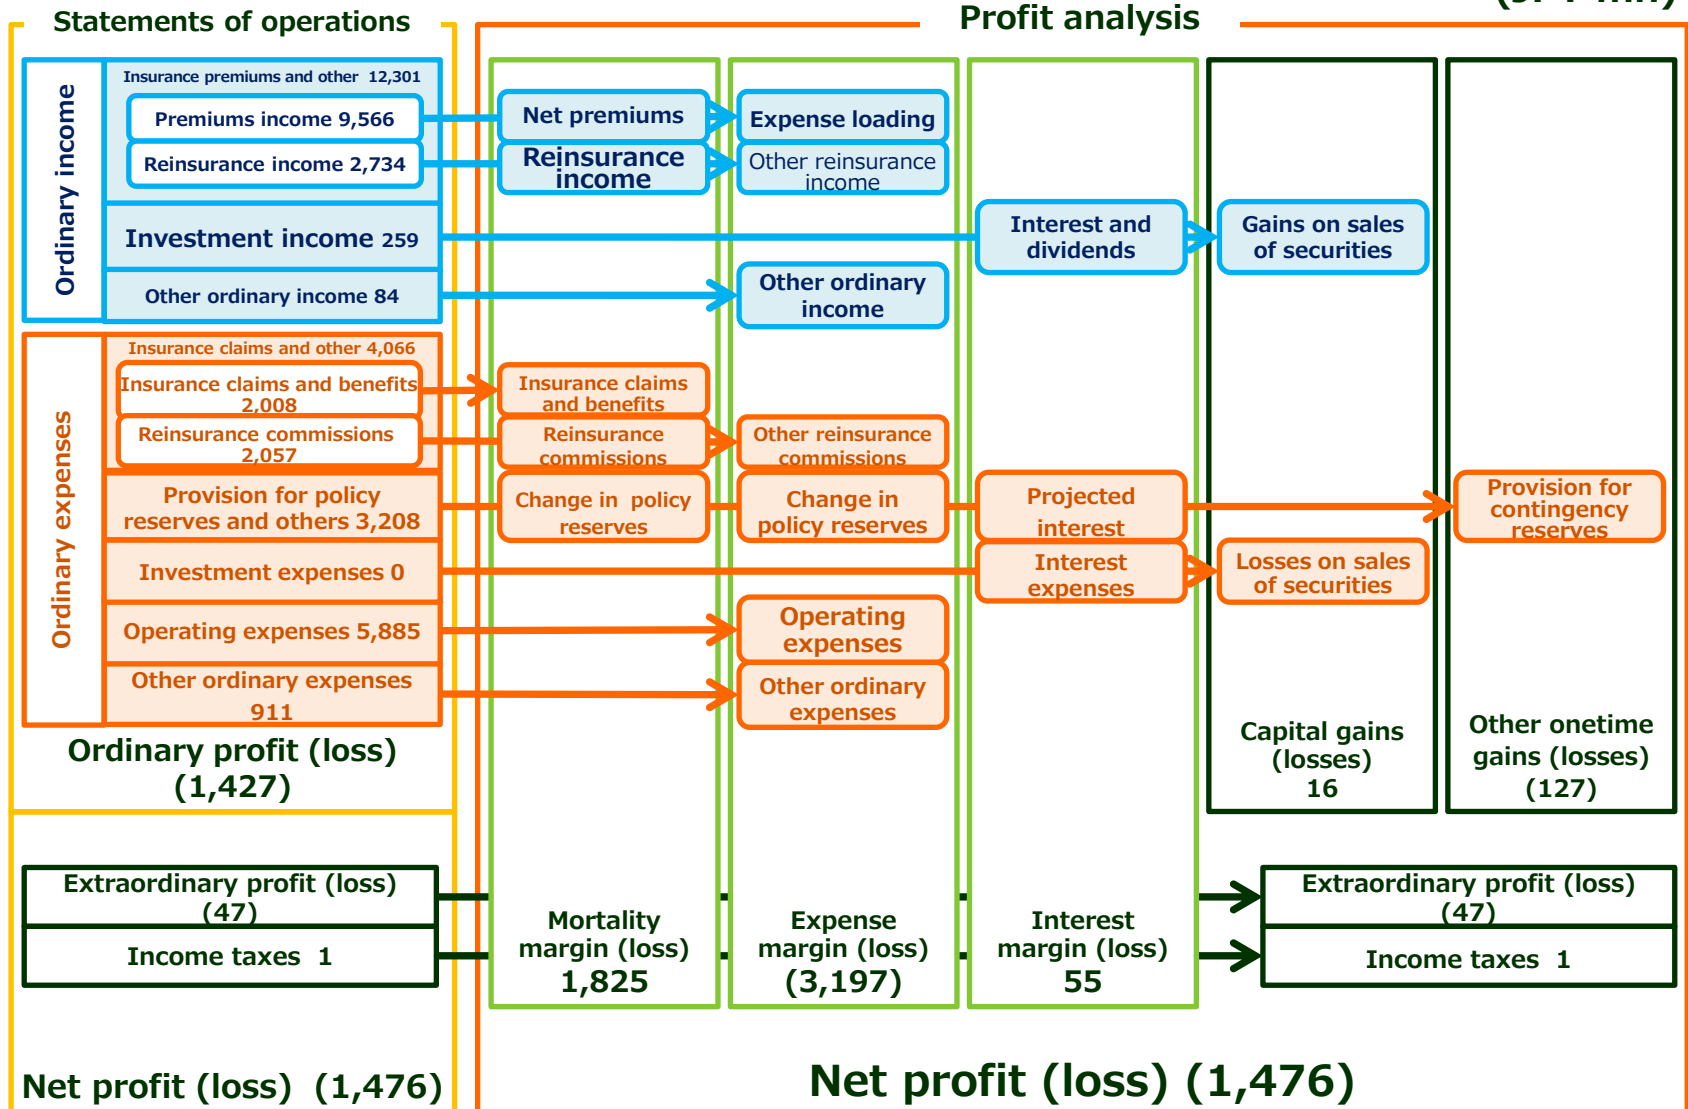 Statements of operations
Profit analysis
Ordinary income
Insurance premiums and other 12,301
Premiums income 9,566
Net premiums
Expense loading
Reinsurance income 2,734
Reinsurance
income
Other reinsurance
income
Investment income 259
Interest and
dividends
Gains on sales
of securities
Other ordinary income 84
Other ordinary
income
Ordinary expenses
Insurance claims and other 4,066
Insurance claims and benefits
2,008
Insurance claims
and benefits
Reinsurance commissions
2,057
Reinsurance
commissions
Other reinsurance
commissions
Provision for policy
reserves and others 3,208
Change in policy
reserves
Change in
policy reserves
Projected
interest
Provision for
contingency
reserves
Investment expenses 0
Interest
expenses
Losses on sales
of securities
Operating expenses 5,885
Operating
expenses
Other ordinary expenses
911
Other ordinary
expenses
Ordinary profit (loss)
(1,427)
Capital gains
(losses)
16
Other onetime
gains (losses)
(127)
Extraordinary profit (loss)
(47)
Income taxes 1
Mortality
margin (loss)
1,825
Expense
margin (loss)
(3,197)
Interest
margin (loss)
55
Extraordinary profit (loss)
(47)
Income taxes 1
Net profit (loss) (1,476)
Net profit (loss) (1,476)